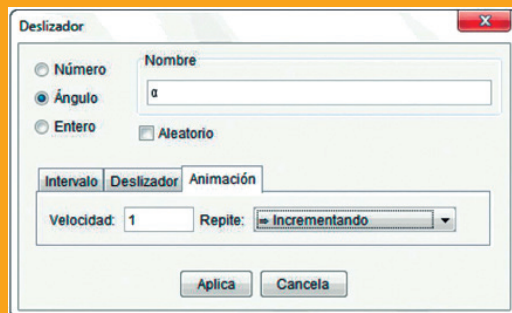 Deslizador
Número
Ángulo
Entero
Nombre
α
Aleatorio
Intervalo Deslizador Animación
Velocidad: 1 Repite: ⇒ Incrementando
Aplica Cancela